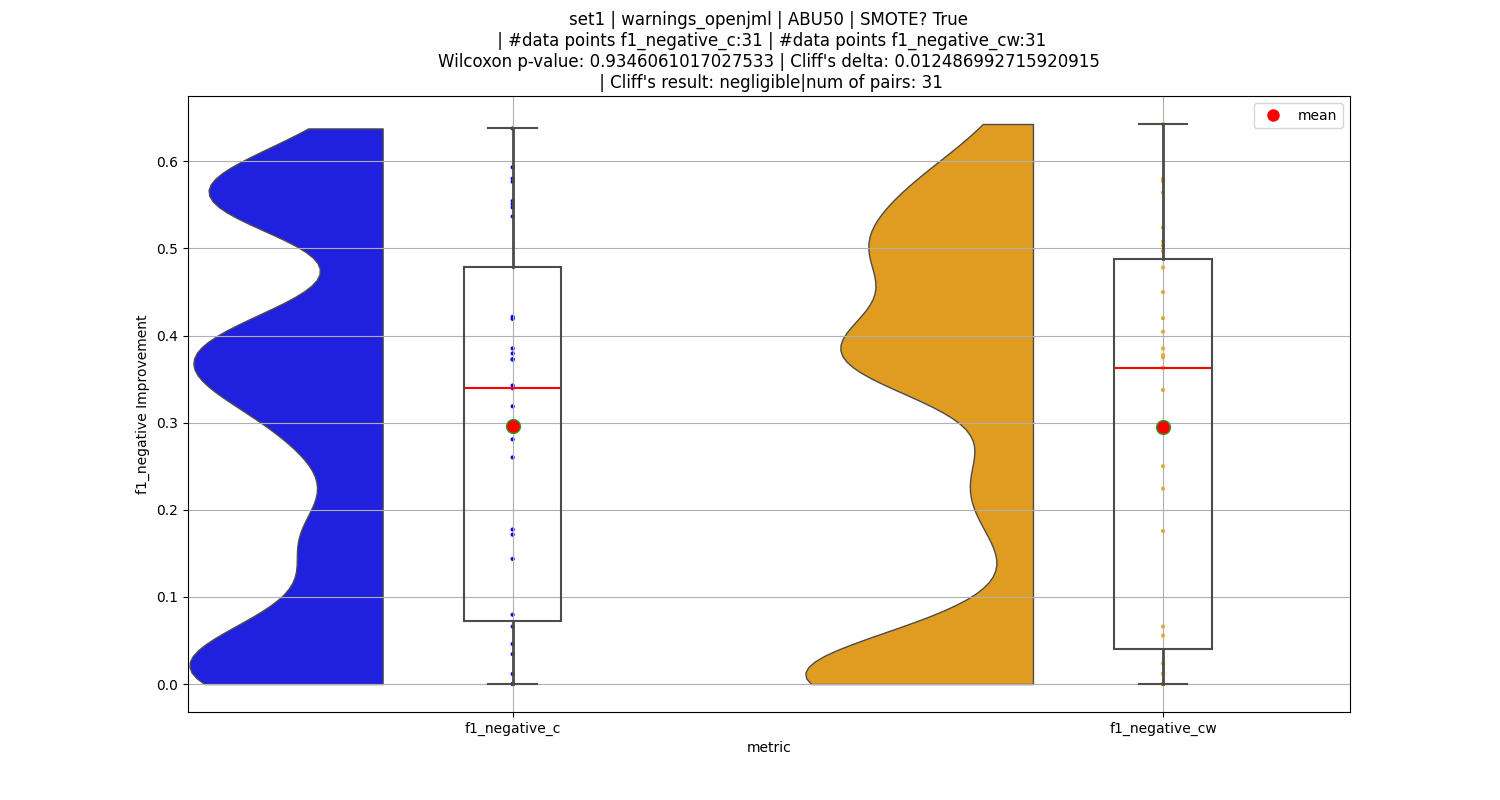 set1 | warnings_openjml | ABU50 | SMOTE? True
| #data points f1_negative_c:31 | #data points f1_negative_cw:31
Wilcoxon p-value: 0.9346061017027533 | Cliff's delta: 0.012486992715920915
| Cliff's result: negligible|num of pairs: 31
mean
0.6
0.5
0.4
0.3
0.2
0.1
0.0
f1_negative Improvement
f1_negative_c
f1_negative_cw
metric